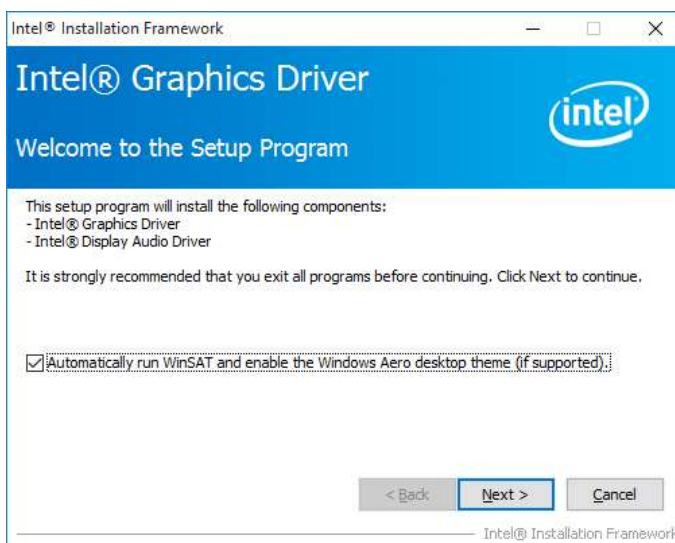 Intel® Installation Framework
Intel® Graphics Driver
intel
Welcome to the Setup Program
This setup program will install the following components:
- Intel® Graphics Driver
- Intel® Display Audio Driver
It is strongly recommended that you exit all programs before continuing. Click Next to continue.
Automatically run WinSAT and enable the Windows Aero desktop theme (if supported).
< Back Next > Cancel
Intel® Installation Framework